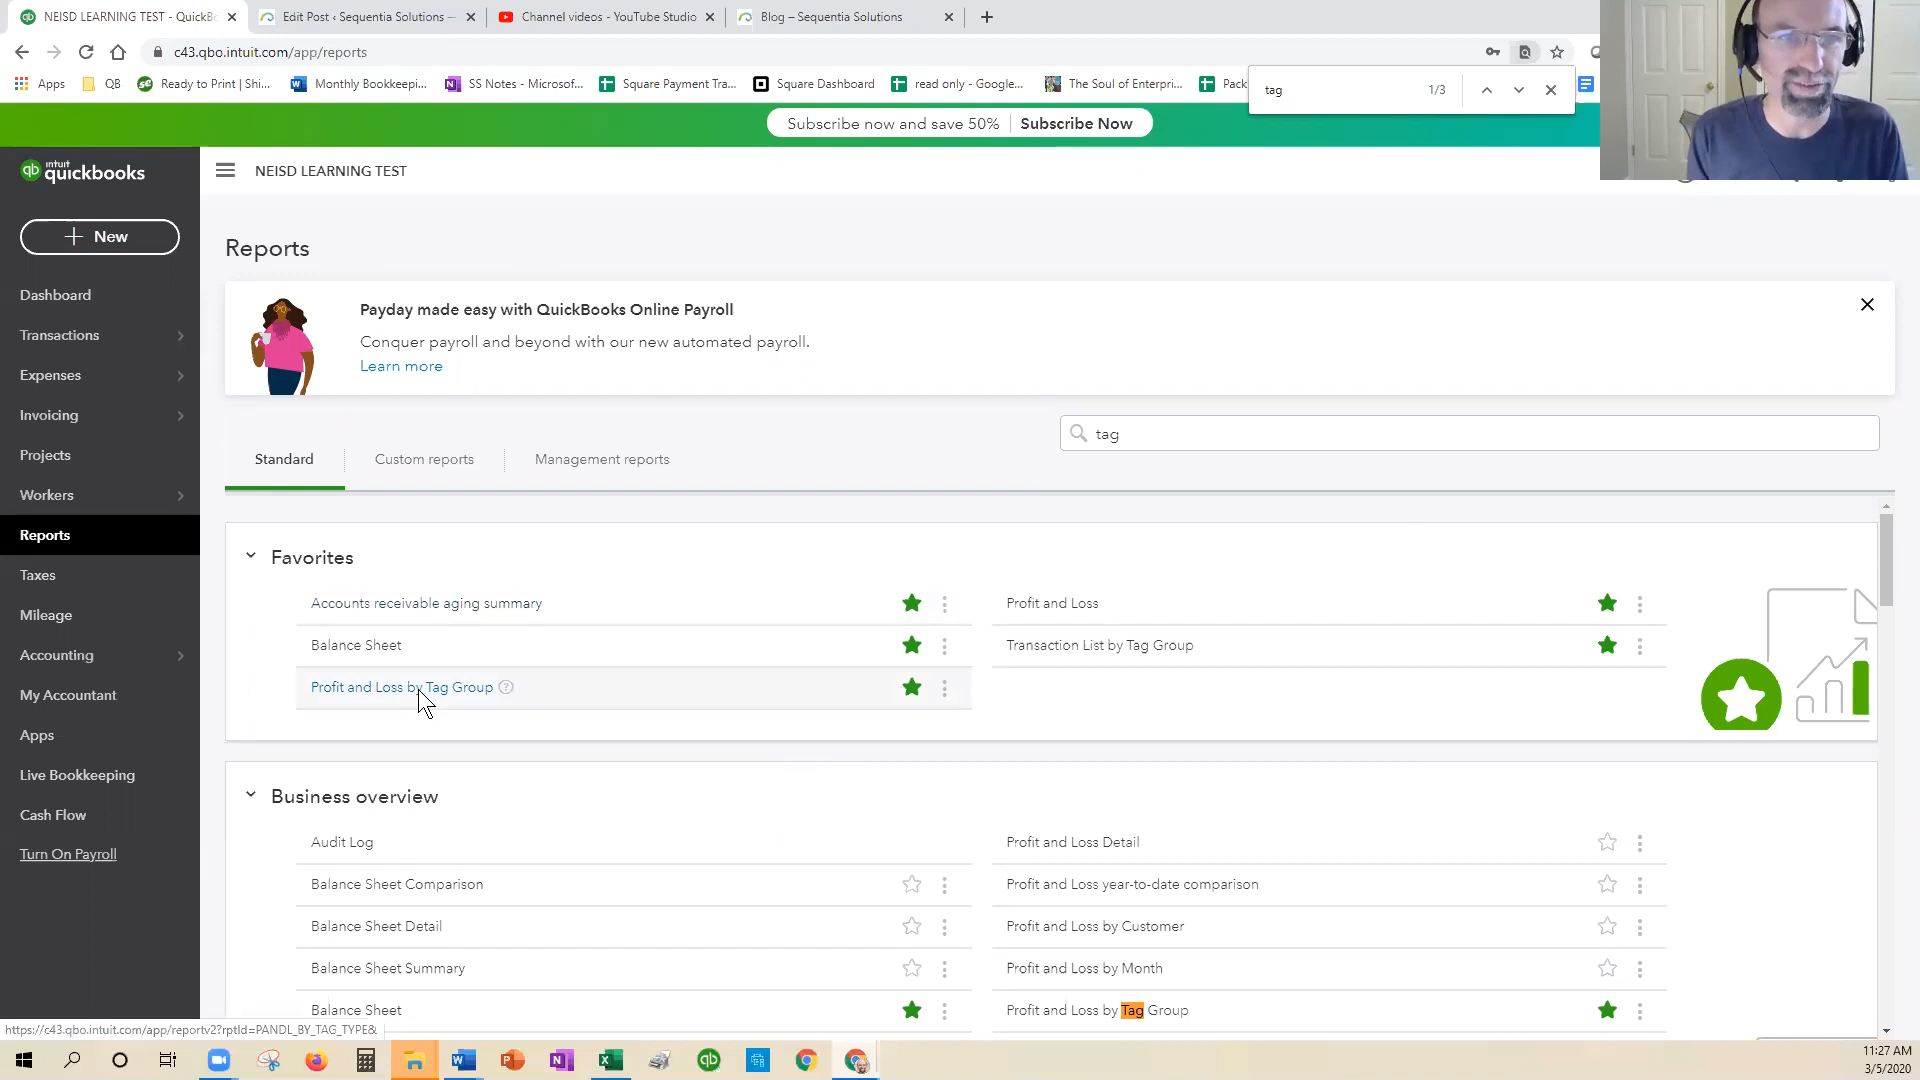 NEISD LEARNING TEST - QuickB
Edit Post ‹ Sequentia Solutions —
Channel videos - YouTube Studio
Blog – Sequentia Solutions
c43.qbo.intuit.com/app/reports
Apps
QB
Ready to Print | Shi...
Monthly Bookkeepi...
SS Notes - Microsof...
Square Payment Tra...
Square Dashboard
read only - Google...
The Soul of Enterpri...
Pack
tag
1/3
Subscribe now and save 50%
Subscribe Now
intuit
quickbooks
NEISD LEARNING TEST
New
Dashboard
Transactions
Expenses
Invoicing
Projects
Workers
Reports
Taxes
Mileage
Accounting
My Accountant
Apps
Live Bookkeeping
Cash Flow
Turn On Payroll
Reports
Payday made easy with QuickBooks Online Payroll
Conquer payroll and beyond with our new automated payroll.
Learn more
tag
Standard
Custom reports
Management reports
Favorites
Accounts receivable aging summary
Profit and Loss
Balance Sheet
Transaction List by Tag Group
Profit and Loss by Tag Group
Business overview
Audit Log
Profit and Loss Detail
Balance Sheet Comparison
Profit and Loss year-to-date comparison
Balance Sheet Detail
Profit and Loss by Customer
Balance Sheet Summary
Profit and Loss by Month
Balance Sheet
Profit and Loss by Tag Group
https://c43.qbo.intuit.com/app/reportv2?rptId=PANDL_BY_TAG_TYPE&
11:27 AM
3/5/2020